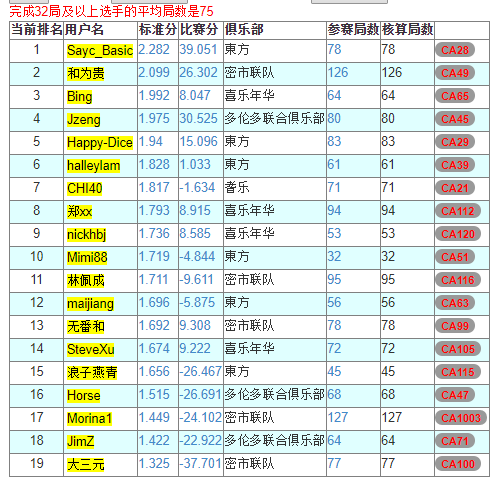 完成32局及以上选手的平均局数是75
当前排名 用户名 标准分 比赛分 俱乐部 参赛局数 核算局数
1 Sayc_Basic 2.282 39.051 東方 78 78 CA28
2 和为贵 2.099 26.302 密市联队 126 126 CA49
3 Bing 1.992 8.047 喜乐年华 64 64 CA65
4 Jzeng 1.975 30.525 多伦多联合俱乐部 80 80 CA45
5 Happy-Dice 1.94 15.096 東方 83 83 CA29
6 halleylam 1.828 1.033 東方 61 61 CA39
7 CHI40 1.817 -1.634 耆乐 71 71 CA21
8 郑xx 1.793 8.915 喜乐年华 94 94 CA112
9 nickhbj 1.736 8.585 喜乐年华 53 53 CA120
10 Mimi88 1.719 -4.844 東方 32 32 CA51
11 林佩成 1.711 -9.611 密市联队 95 95 CA116
12 maijiang 1.696 -5.875 東方 56 56 CA63
13 无番和 1.692 9.308 密市联队 78 78 CA99
14 SteveXu 1.674 9.222 喜乐年华 72 72 CA105
15 浪子燕青 1.656 -26.467 東方 45 45 CA115
16 Horse 1.515 -26.691 多伦多联合俱乐部 68 68 CA47
17 Morina1 1.449 -24.102 密市联队 127 127 CA1003
18 JimZ 1.422 -22.922 多伦多联合俱乐部 64 64 CA71
19 大三元 1.325 -37.701 密市联队 77 77 CA100